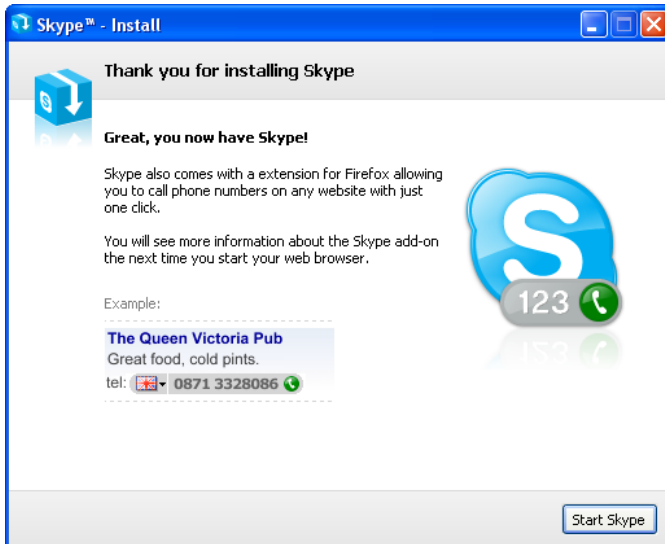 Skype™ - Install
Thank you for installing Skype
Great, you now have Skype!
Skype also comes with a extension for Firefox allowing
you to call phone numbers on any website with just
one click.
You will see more information about the Skype add-on
the next time you start your web browser.
Example:
The Queen Victoria Pub
Great food, cold pints.
tel: 0871 3328086
S
123
Start Skype